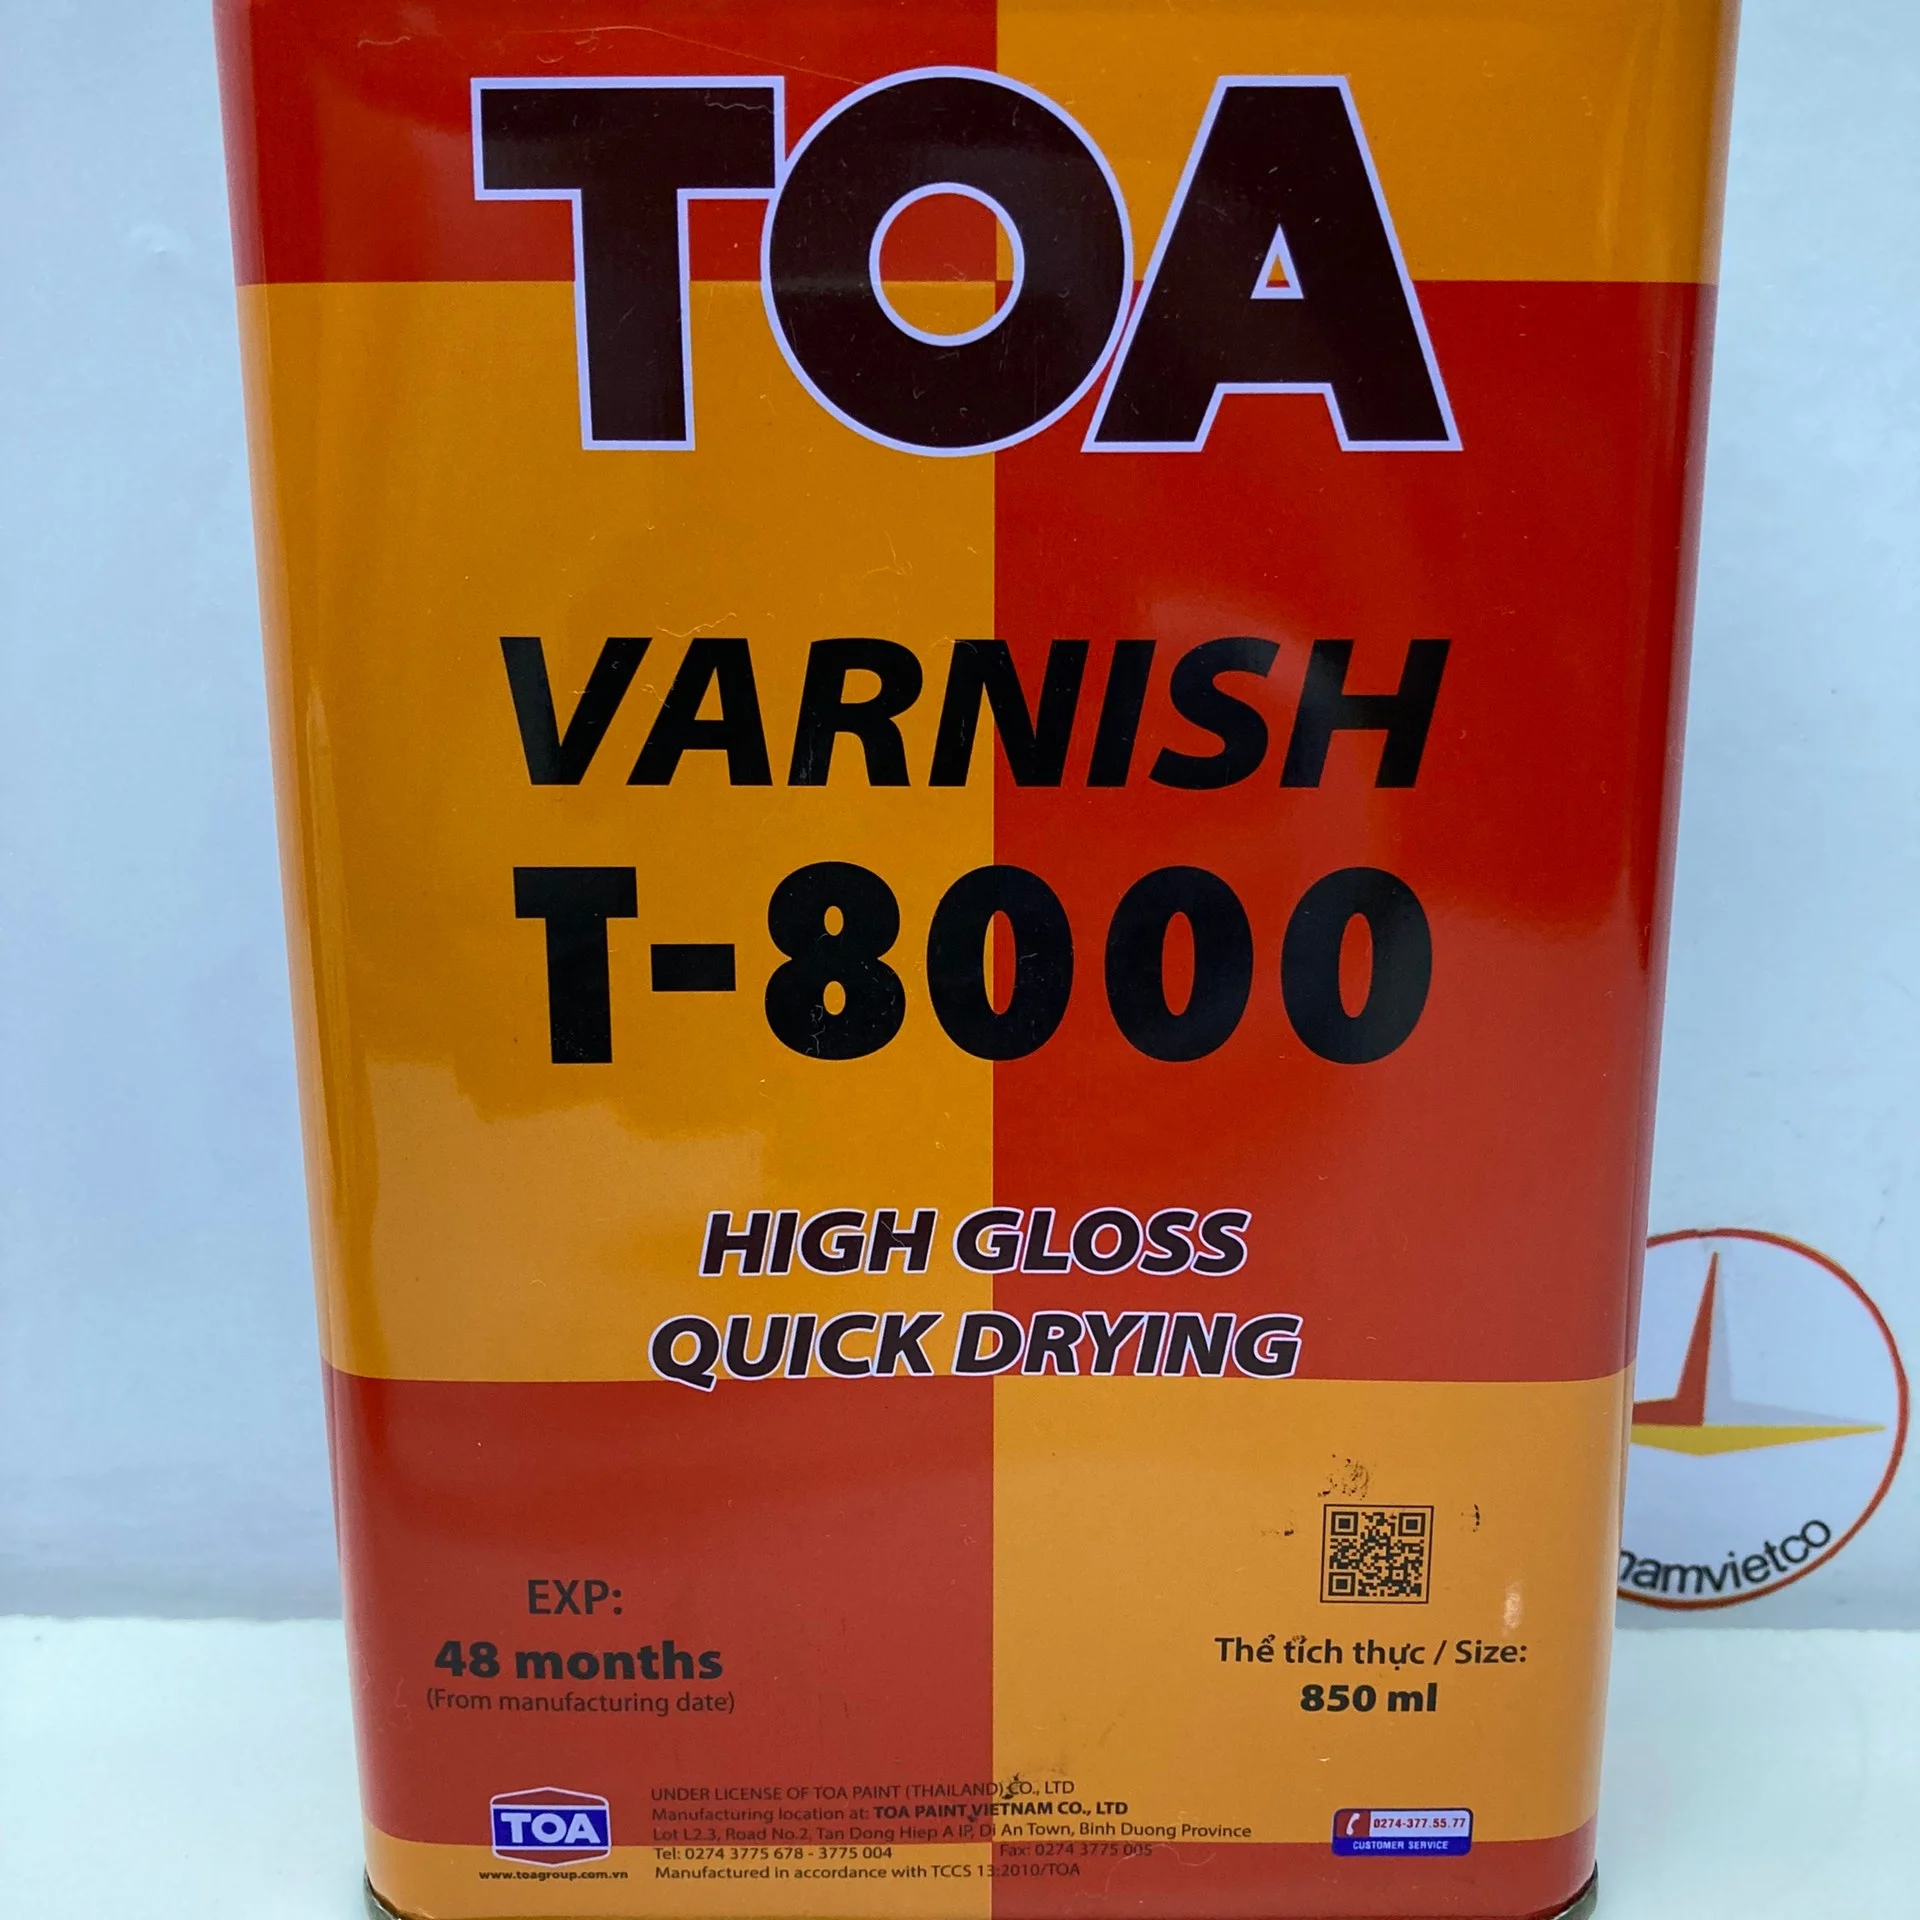 TOA
VARNISH
T-8000
HIGH GLOSS
QUICK DRYING
EXP:
48 months
(From manufacturing date)
Thể tích thực / Size:
850 ml
TOA
www.toagroup.com.vn
UNDER LICENSE OF TOA PAINT (THAILAND) CO., LTD
Manufacturing location at: TOA PAINT VIETNAM CO., LTD
Lot L2.3, Road No.2, Tan Dong Hiep A IP, Di An Town, Binh Duong Province
Tel: 0274 3775 678 - 3775 004 Fax: 0274 3775 005
Manufactured in accordance with TCCS 13:2010/TOA
0274-377.55.77
CUSTOMER SERVICE
namvietco